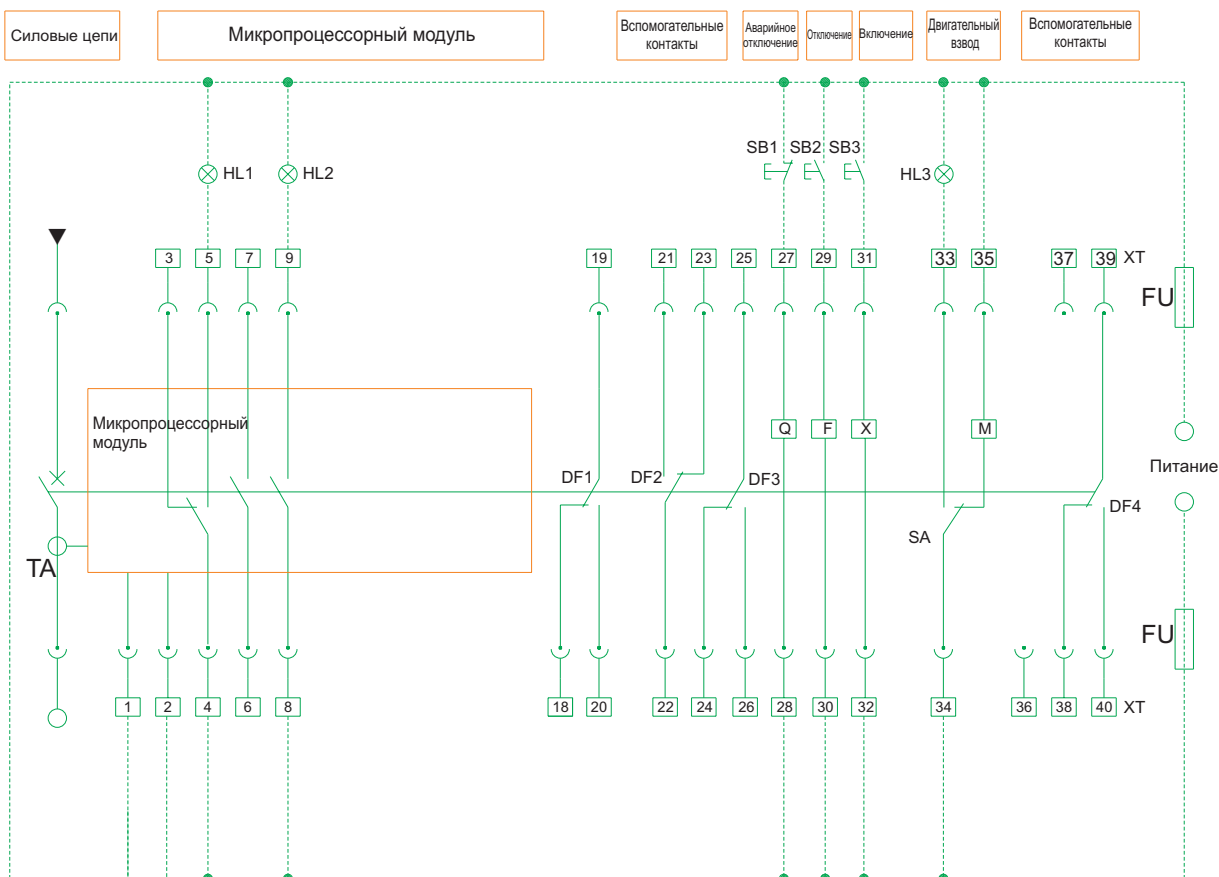 Силовые цепи
Микропроцессорный модуль
Вспомогательные
контакты
Аварийное
отключение
Отключение
Включение
Двигательный
взвод
Вспомогательные
контакты
SB1
SB2
SB3
HL1
HL2
HL3
3
5
7
9
19
21
23
25
27
29
31
33
35
37
39
XT
FU
Микропроцессорный
модуль
Q
F
X
M
Питание
DF1
DF2
DF3
DF4
SA
TA
FU
1
2
4
6
8
18
20
22
24
26
28
30
32
34
36
38
40
XT